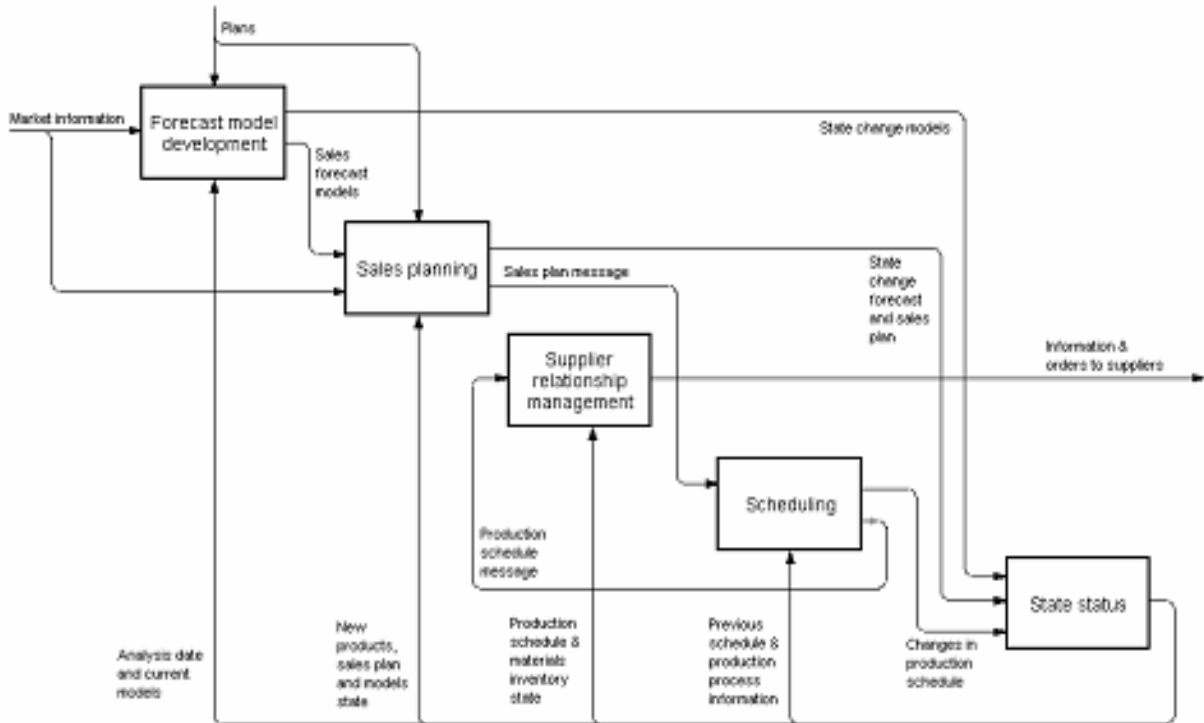 Plans
Market information
Forecast model
development
State change models
Sales
forecast
models
Sales planning
Sales plan message
State
change
forecast
and sales
plan
Supplier
relationship
management
Information &
orders to suppliers
Scheduling
Production
schedule
message
State status
Analysis date
and current
models
New
products,
sales plan
and models
state
Production
schedule &
materials
inventory
state
Previous
schedule &
production
process
information
Changes in
production
schedule